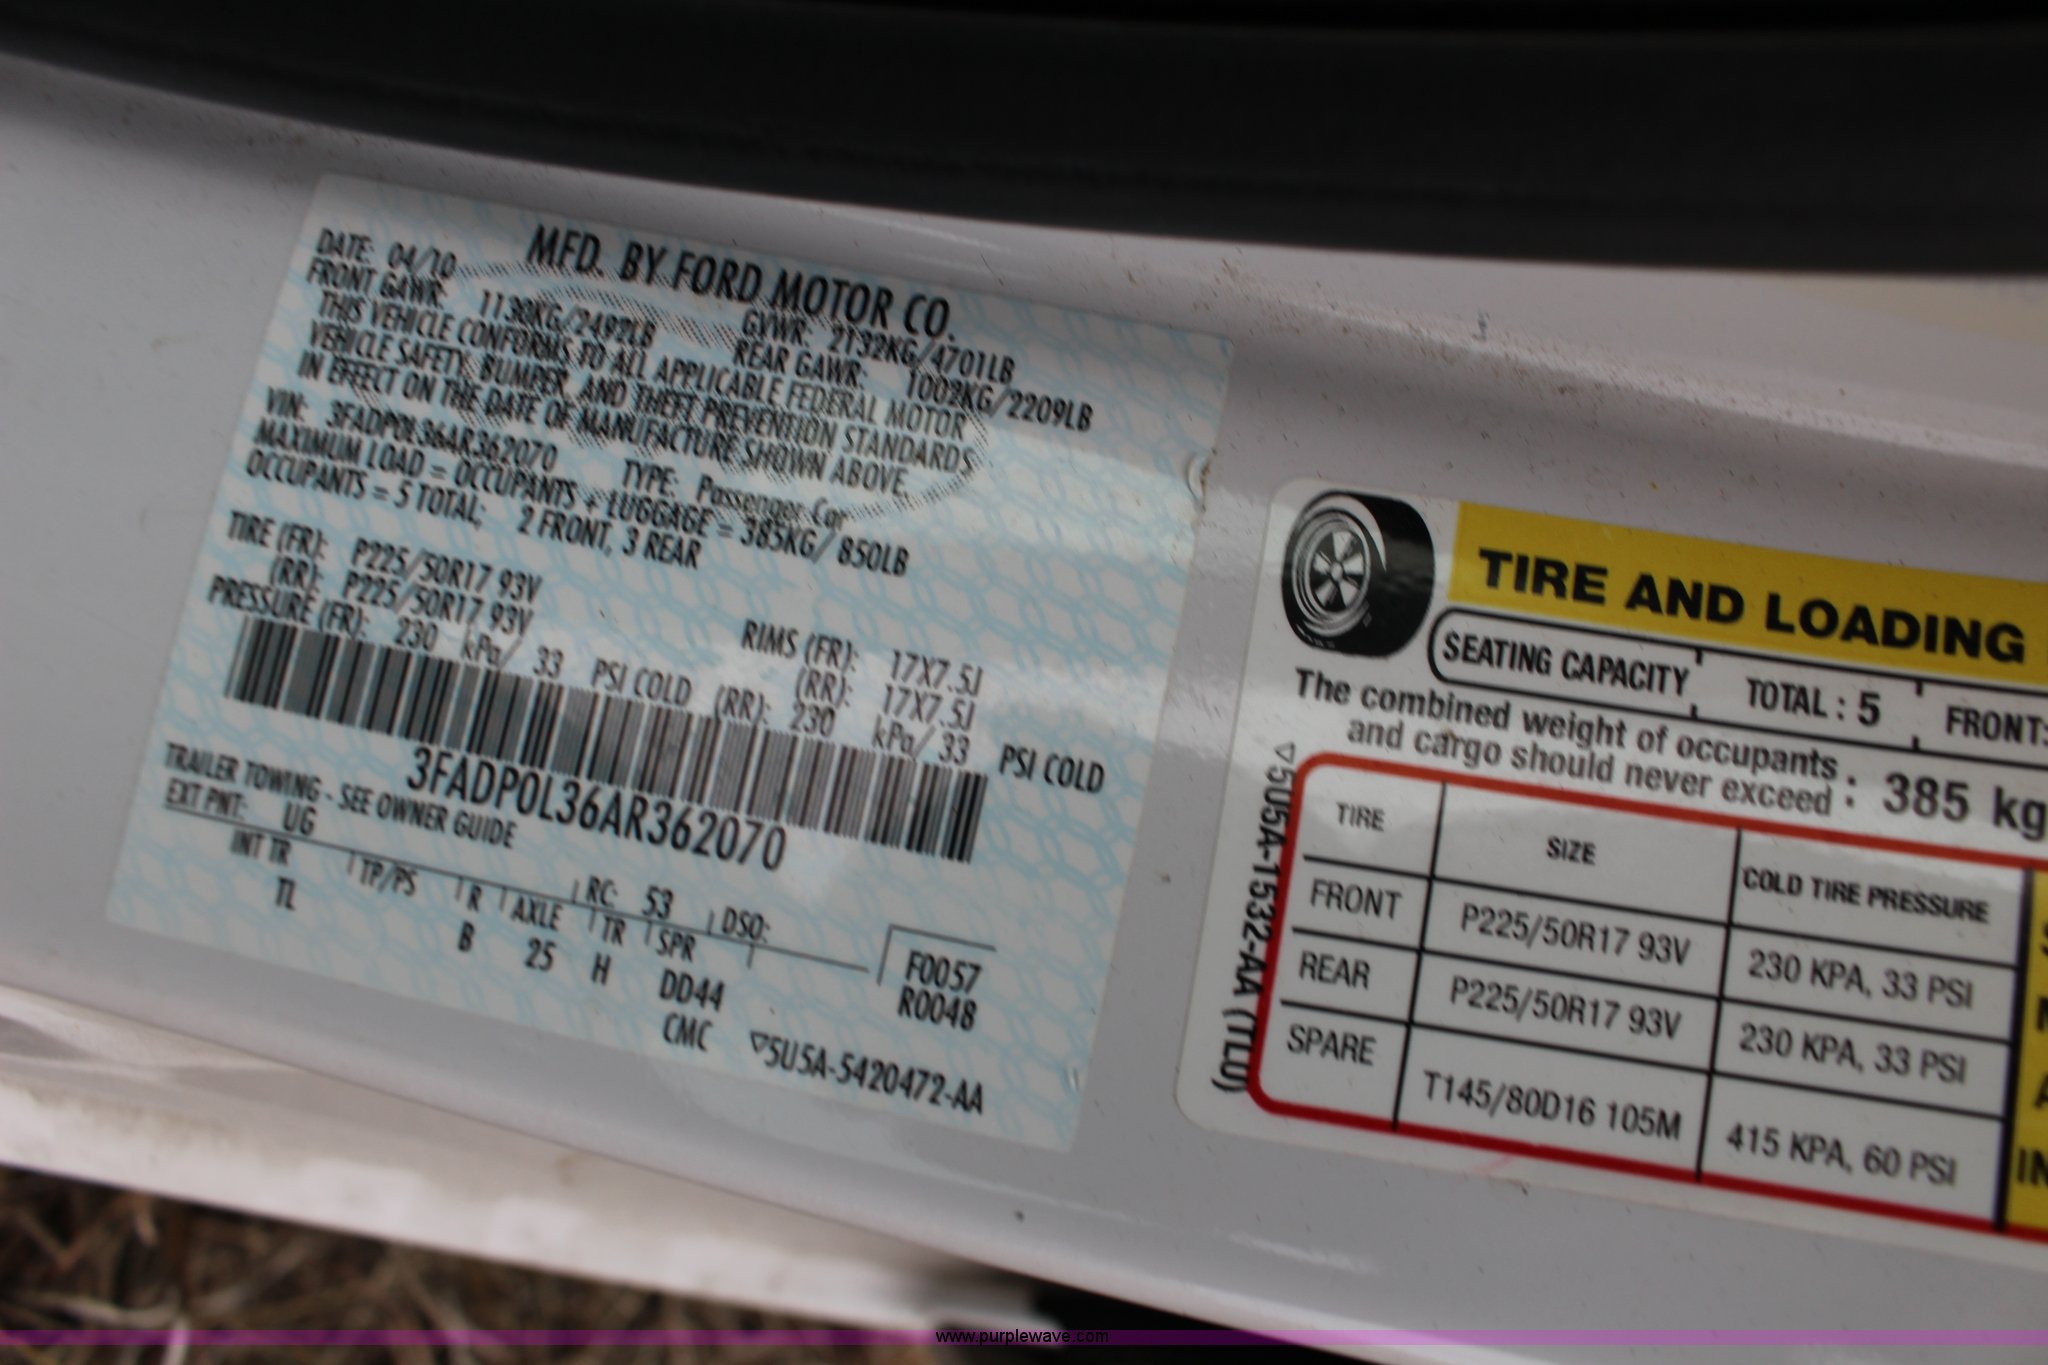 MFD. BY FORD MOTOR CO.
DATE: 04/10 GVWR: 2132KG/4701LB
FRONT GAWR: 1130KG/2492LB REAR GAWR: 1002KG/2209LB
THIS VEHICLE CONFORMS TO ALL APPLICABLE FEDERAL MOTOR
VEHICLE SAFETY, BUMPER, AND THEFT PREVENTION STANDARDS
IN EFFECT ON THE DATE OF MANUFACTURE SHOWN ABOVE.
VIN: 3FADP0L36AR362070 TYPE: Passenger Car
MAXIMUM LOAD = OCCUPANTS + LUGGAGE = 385KG/ 850LB
OCCUPANTS = 5 TOTAL; 2 FRONT, 3 REAR
TIRE (FR): P225/50R17 93V RIMS (FR): 17X7.5J
(RR): P225/50R17 93V (RR): 17X7.5J
PRESSURE (FR): 230 kPa/ 33 PSI COLD (RR): 230 kPa/ 33 PSI COLD
3FADP0L36AR362070
TRAILER TOWING - SEE OWNER GUIDE
EXT PNT: UG RC: 53 DSO:
INT TR TP/PS R AXLE TR SPR
TL B 25 H DD44
F0057
R0048
CMC ▽5U5A-5420472-AA
TIRE AND LOADING
SEATING CAPACITY TOTAL : 5 FRONT:
The combined weight of occupants
and cargo should never exceed : 385 kg
TIRE SIZE COLD TIRE PRESSURE
FRONT P225/50R17 93V 230 KPA, 33 PSI
REAR P225/50R17 93V 230 KPA, 33 PSI
SPARE T145/80D16 105M 415 KPA, 60 PSI
▽5U5A-1532-AA (TL0)
www.purplewave.com